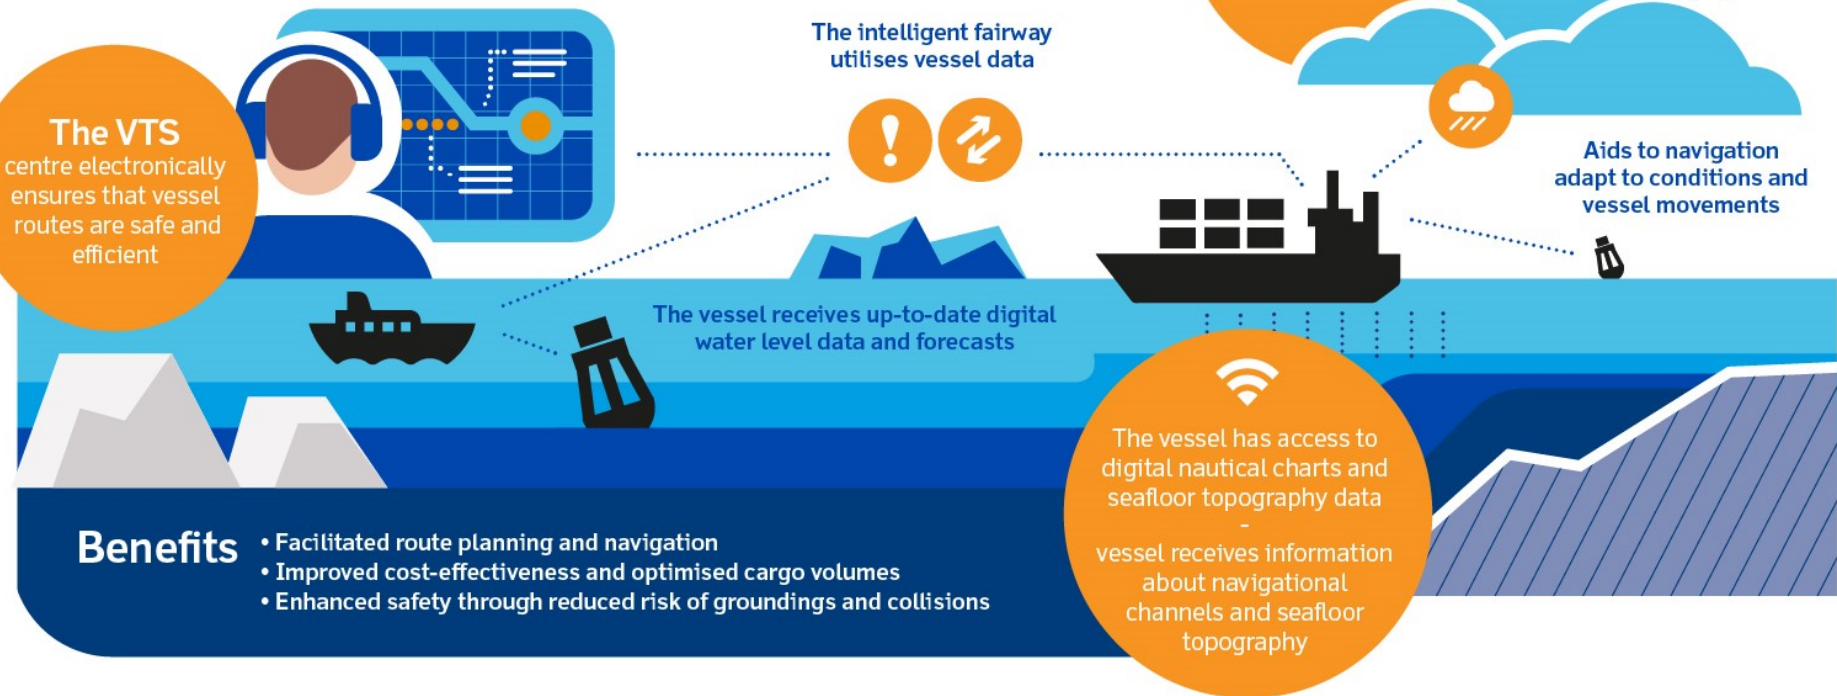 The intelligent fairway
utilises vessel data
The VTS
centre electronically
ensures that vessel
routes are safe and
efficient
Aids to navigation
adapt to conditions and
vessel movements
The vessel receives up-to-date digital
water level data and forecasts
The vessel has access to
digital nautical charts and
seafloor topography data
-
vessel receives information
about navigational
channels and seafloor
topography
Benefits
• Facilitated route planning and navigation
• Improved cost-effectiveness and optimised cargo volumes
• Enhanced safety through reduced risk of groundings and collisions